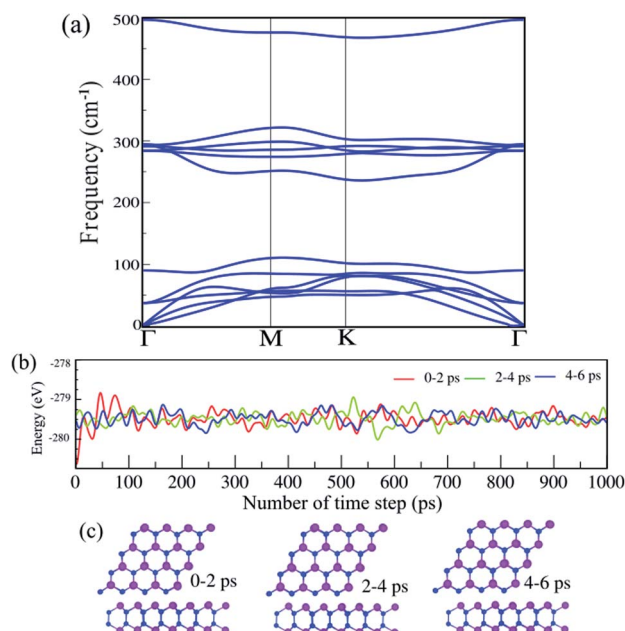 (a)
500
400
300
200
100
0
Frequency (cm⁻¹)
Γ M K Γ
(b)
-278
-279
-280
Energy (eV)
0-2 ps 2-4 ps 4-6 ps
0 100 200 300 400 500 600 700 800 900 1000
Number of time step (ps)
(c)
0-2 ps 2-4 ps 4-6 ps